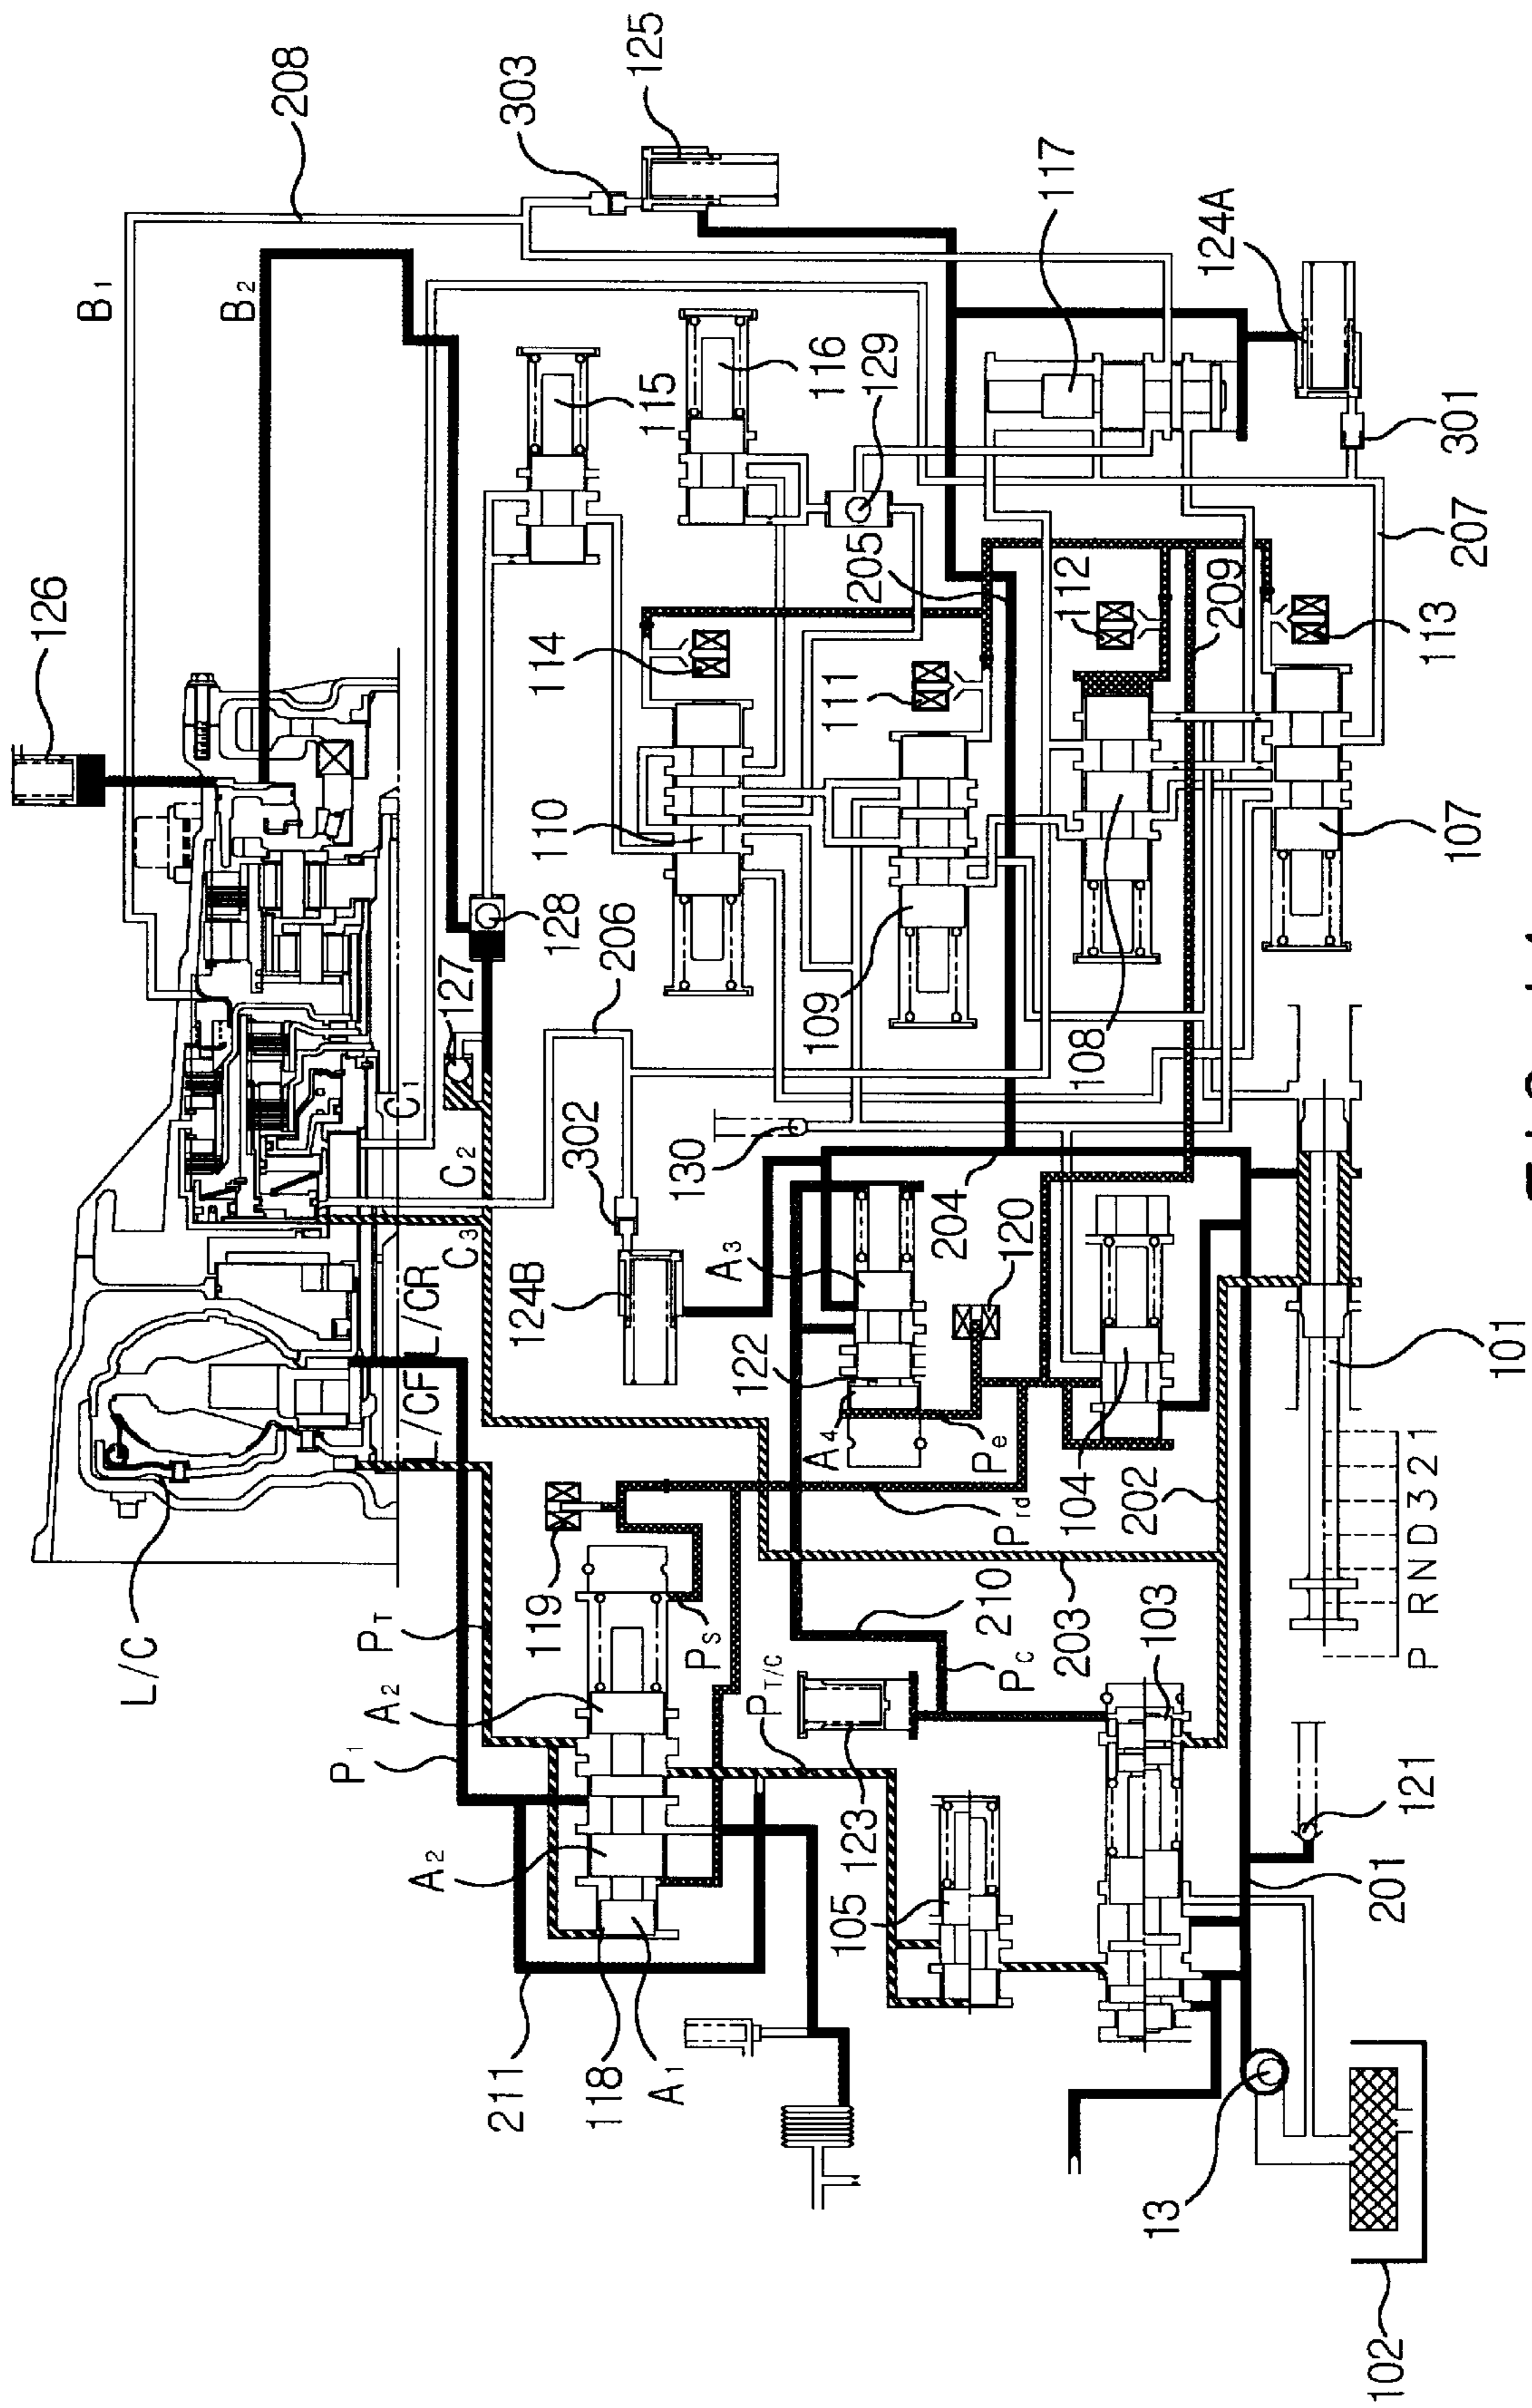 126
L/C
B1
B2
208
P1
PT
A2
A2
L/CF
L/CR
C3
C2
C1
127
303
211
118
A1
119
124B
302
128
206
110
114
115
125
PS
PT/C
130
109
111
116
123
105
A4
122
A3
129
205
210
PC
Prd
Pe
204
120
108
112
117
203
104
103
202
209
124A
13
121
201
P R N D 3 2 1
101
107
113
207
301
102